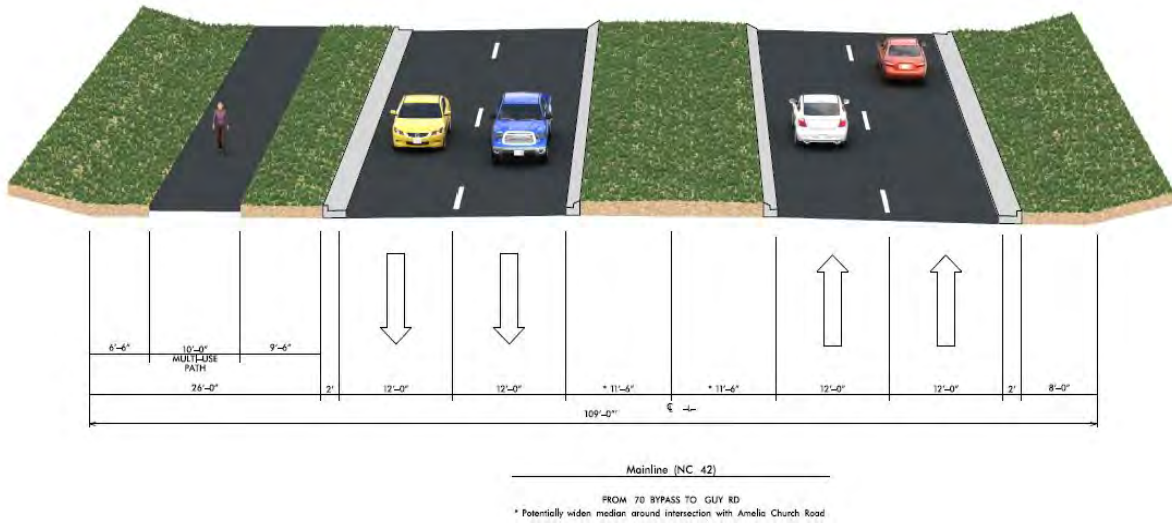 6'-6" 10'-0" 9'-6"
MULTI-USE
PATH
26'-0" 2' 12'-0" 12'-0" * 11'-6" * 11'-6" 12'-0" 12'-0" 2' 8'-0"
109'-0" ℄ -L-
Mainline (NC 42)
FROM 70 BYPASS TO GUY RD
* Potentially widen median around intersection with Amelia Church Road